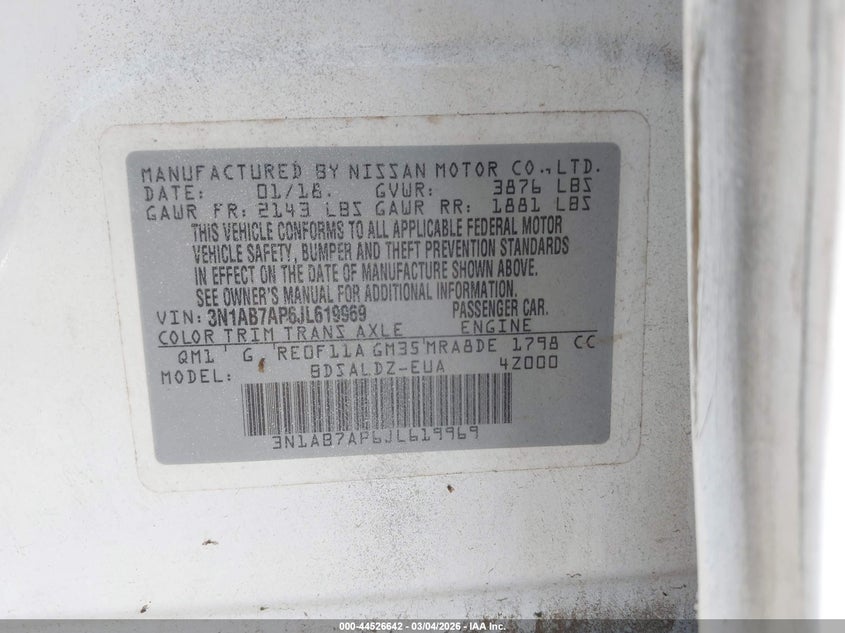 MANUFACTURED BY NISSAN MOTOR CO.,LTD.
DATE: 01/18. GVWR: 3876 LBS
GAWR FR: 2143 LBS GAWR RR: 1881 LBS
THIS VEHICLE CONFORMS TO ALL APPLICABLE FEDERAL MOTOR
VEHICLE SAFETY, BUMPER AND THEFT PREVENTION STANDARDS
IN EFFECT ON THE DATE OF MANUFACTURE SHOWN ABOVE.
SEE OWNER'S MANUAL FOR ADDITIONAL INFORMATION.
VIN: 3N1AB7AP6JL619969 PASSENGER CAR.
COLOR TRIM TRANS AXLE ENGINE
QM1 G RE0F11A GM35 MRA8DE 1798 CC
MODEL: BDSALDZ-EUA 4Z000
3N1AB7AP6JL619969
000-44526642 - 03/04/2026 - IAA Inc.